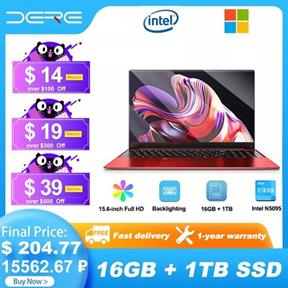 DERE
intel
$ 14
over $100 Off
$ 19
over $300 Off
$ 39
over $500 Off
15.6-inch Full HD
Backlighting
16GB + 1TB
Intel N5095
Final Price:
$ 204.77
15562.67 ₽
FREE
Fast delivery
1-year warranty
16GB + 1TB SSD